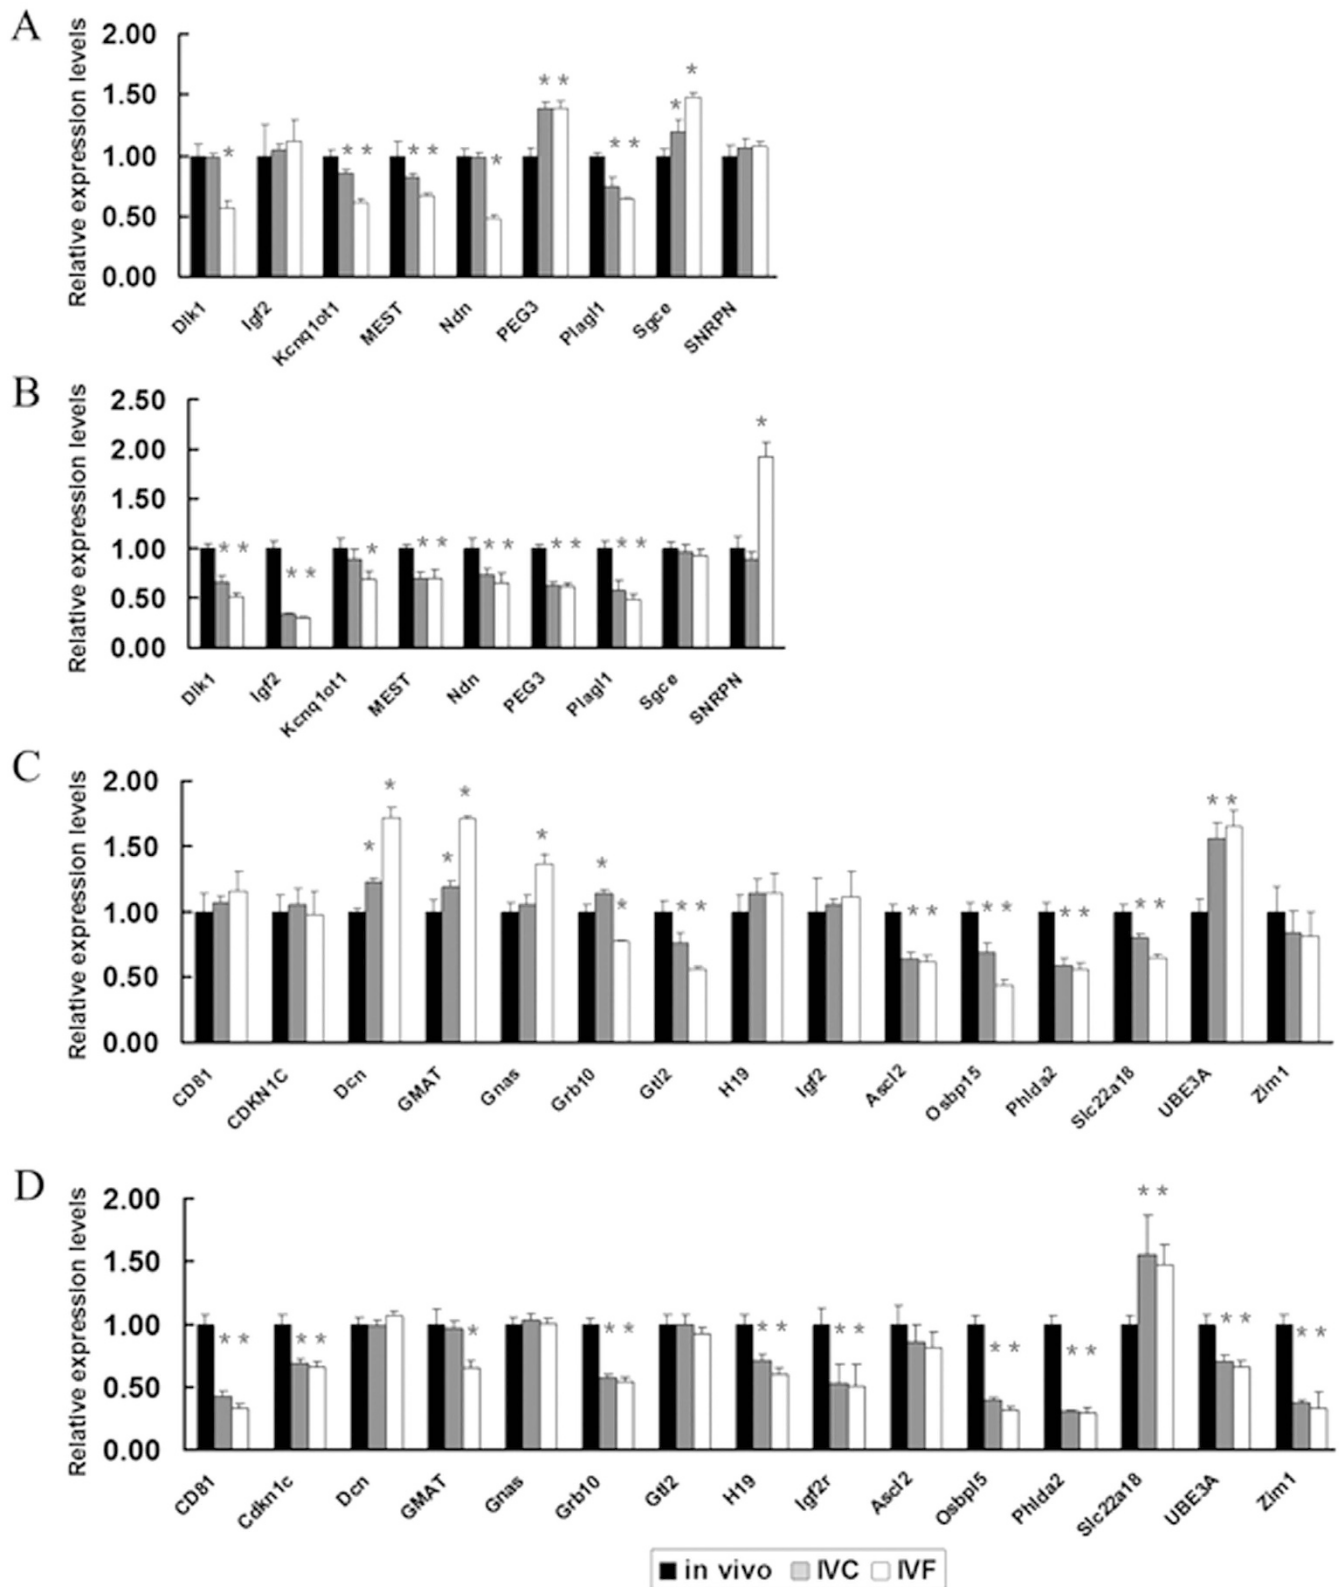 A
Relative expression levels
2.00
1.50
1.00
0.50
0.00
* * * * * * * * * * * * *
Dlk1 Igf2 Kcnq1ot1 MEST Ndn PEG3 Plagl1 Sgce SNRPN
B
Relative expression levels
2.50
2.00
1.50
1.00
0.50
0.00
* * * * * * * * * * * * * *
Dlk1 Igf2 Kcnq1ot1 MEST Ndn PEG3 Plagl1 Sgce SNRPN
C
Relative expression levels
2.00
1.50
1.00
0.50
0.00
* * * * * * * * * * * * * * * * * * *
CD81 CDKN1C Dcn GMAT Gnas Grb10 Gtl2 H19 Igf2 Ascl2 Osbp15 Phlda2 Slc22a18 UBE3A Zim1
D
Relative expression levels
2.00
1.50
1.00
0.50
0.00
* * * * * * * * * * * * * * * * * * * * *
CD81 Cdkn1c Dcn GMAT Gnas Grb10 Gtl2 H19 Igf2r Ascl2 Osbpl5 Phlda2 Slc22a18 UBE3A Zim1
in vivo IVC IVF